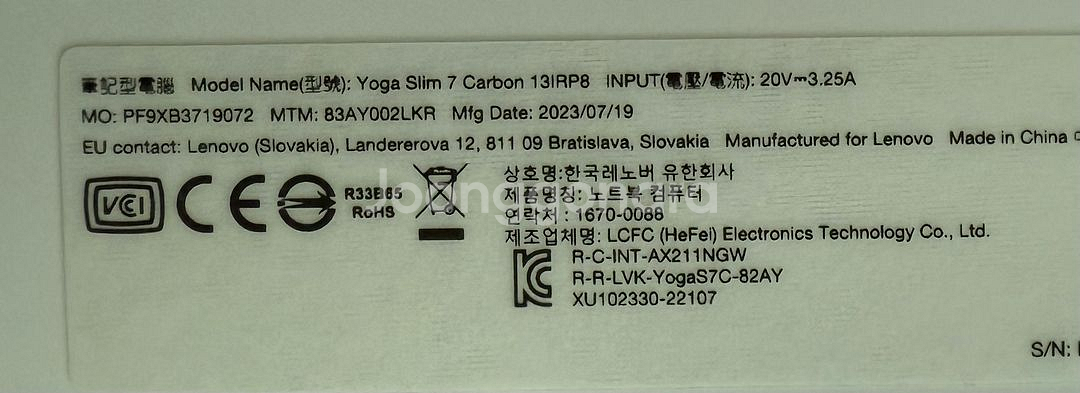 筆記型電腦 Model Name(型號): Yoga Slim 7 Carbon 13IRP8 INPUT(電壓/電流): 20V⎓3.25A
MO: PF9XB3719072 MTM: 83AY002LKR Mfg Date: 2023/07/19
EU contact: Lenovo (Slovakia), Landererova 12, 811 09 Bratislava, Slovakia Manufactured for Lenovo Made in China 中
VCI CE R33B65
RoHS
상호명:한국레노버 유한회사
제품명칭: 노트북 컴퓨터
연락처 : 1670-0088
제조업체명: LCFC (HeFei) Electronics Technology Co., Ltd.
R-C-INT-AX211NGW
R-R-LVK-YogaS7C-82AY
XU102330-22107
S/N: